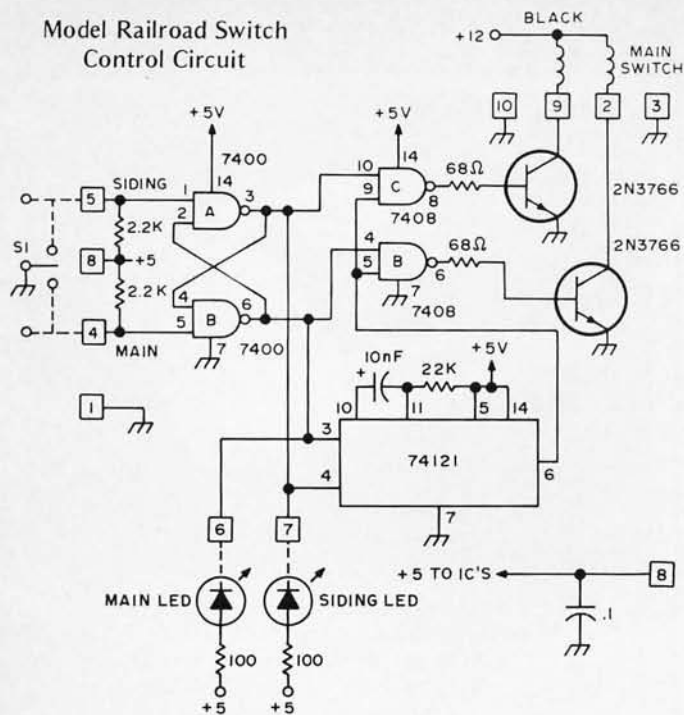 Model Railroad Switch
Control Circuit
BLACK
+12
MAIN
SWITCH
10
9
2
3
+5V
+5V
7400
14
14
5
SIDING
1
2
A
3
10
9
C
8
68Ω
2N3766
7408
2.2K
S1
8
+5
2.2K
4
5
B
6
68Ω
2N3766
7
7408
4
MAIN
4
5
B
6
7
7400
1
10nF
+
22K
+5V
10
11
5
14
3
4
74121
6
7
6
7
MAIN LED
SIDING LED
100
100
+5
+5
+5 TO IC'S
8
.1